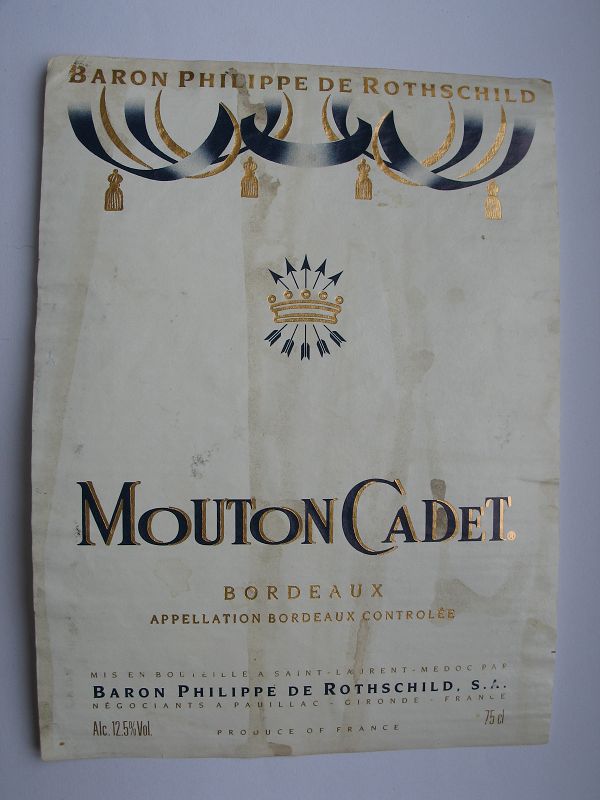 BARON PHILIPPE DE ROTHSCHILD
MOUTON CADET®
BORDEAUX
APPELLATION BORDEAUX CONTROLÉE
MIS EN BOUTEILLE A SAINT-LAURENT-MEDOC PAR
BARON PHILIPPE DE ROTHSCHILD, S.A.
NÉGOCIANTS A PAUILLAC - GIRONDE - FRANCE
Alc. 12.5% Vol. PRODUCE OF FRANCE 75 cl